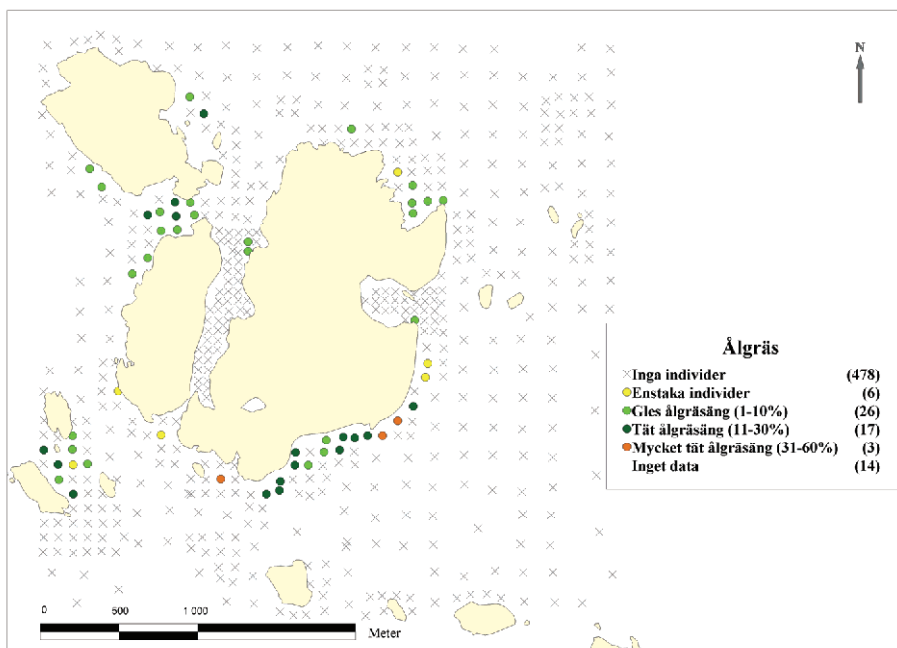 N
Ålgräs
Inga individer (478)
Enstaka individer (6)
Gles ålgräsäng (1-10%) (26)
Tät älgräsäng (11-30%) (17)
Mycket tät ålgräsäng (31-60%) (3)
Inget data (14)
0 500 1 000
Meter